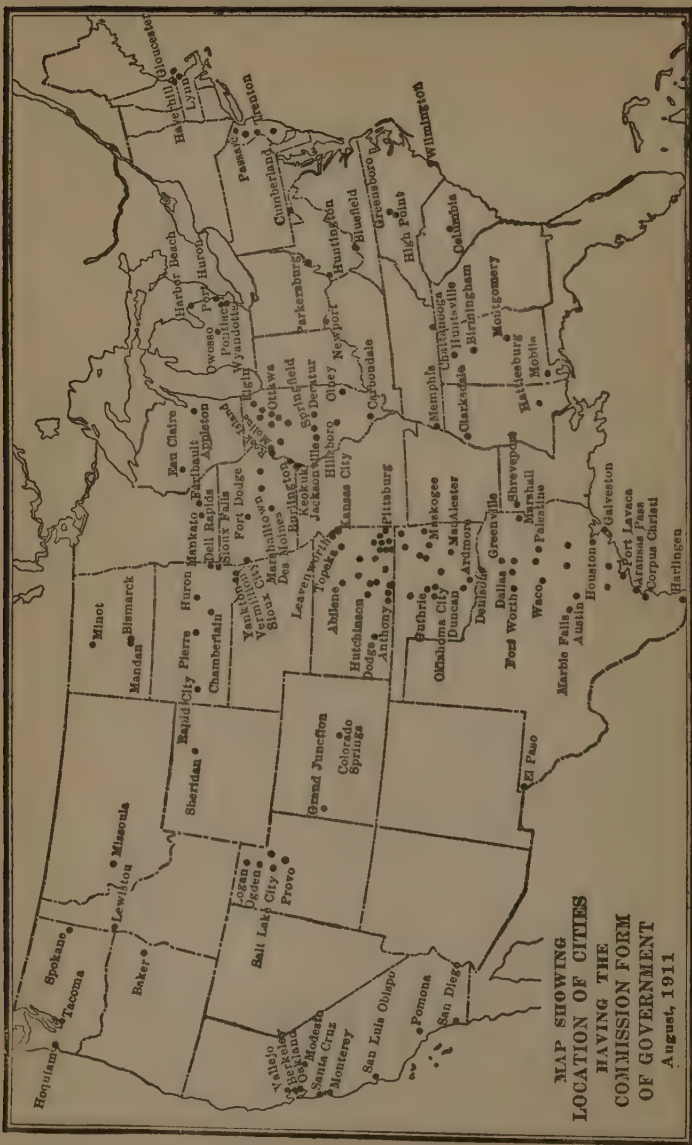 Hoquiam
Tacoma
Spokane
Lewiston
Missoula
Baker
Minot
Bismarck
Mandan
Rapid City
Pierre
Huron
Chamberlain
Sheridan
Mankato
Faribault
Dell Rapids
Sioux Falls
Eau Claire
Appleton
Yankton
Vermilion
Sioux City
Fort Dodge
Marshalltown
Des Moines
Burlington
Keokuk
Harbor Beach
Port Huron
Owosso
Pontiac
Wyandotte
Elgin
Rock Island
Moline
Ottawa
Springfield
Decatur
Jacksonville
Hillsboro
Olney
Carbondale
Newport
Parkersburg
Huntington
Bluefield
Cumberland
Haverhill
Gloucester
Lynn
Passaic
Trenton
Greensboro
High Point
Wilmington
Columbia
Logan
Ogden
Salt Lake City
Provo
Grand Junction
Colorado
Springs
Leavenworth
Topeka
Kansas City
Abilene
Hutchinson
Dodge
Anthony
Pittsburg
Vallejo
Berkeley
Oakland
Modesto
Santa Cruz
Monterey
San Luis Obispo
Pomona
San Diego
Guthrie
Oklahoma City
Duncan
Muskogee
MacAlester
Ardmore
Denison
Greenville
Dallas
Fort Worth
Waco
Marshall
Palestine
Shreveport
El Paso
Marble Falls
Austin
Houston
Galveston
Port Lavaca
Aransas Pass
Corpus Christi
Harlingen
Memphis
Chattanooga
Huntsville
Clarksdale
Birmingham
Montgomery
Hattiesburg
Mobile
MAP SHOWING
LOCATION OF CITIES
HAVING THE
COMMISSION FORM
OF GOVERNMENT
August, 1911